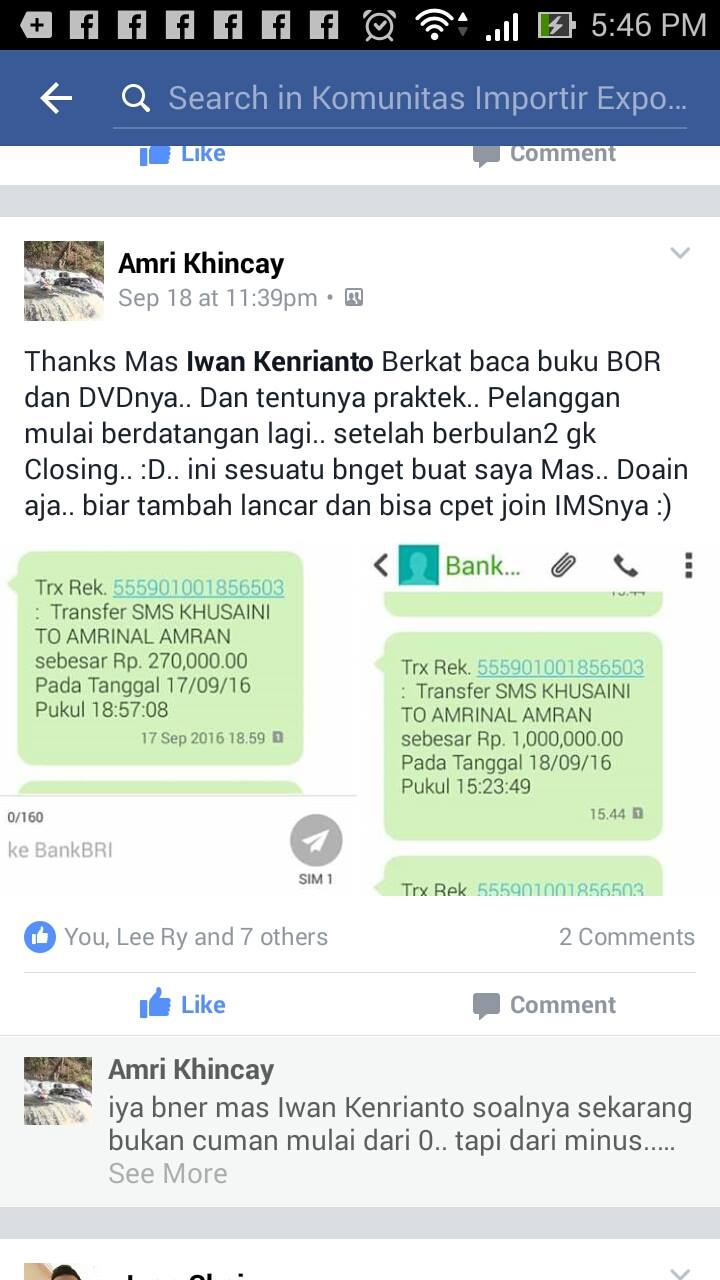 5:46 PM
Search in Komunitas Importir Expo...
Like
Comment
Amri Khincay
Sep 18 at 11:39pm •
Thanks Mas Iwan Kenrianto Berkat baca buku BOR
dan DVDnya.. Dan tentunya praktek.. Pelanggan
mulai berdatangan lagi.. setelah berbulan2 gk
Closing.. :D.. ini sesuatu bnget buat saya Mas.. Doain
aja.. biar tambah lancar dan bisa cpet join IMSnya :)
Trx Rek. 555901001856503
: Transfer SMS KHUSAINI
TO AMRINAL AMRAN
sebesar Rp. 270,000.00
Pada Tanggal 17/09/16
Pukul 18:57:08
17 Sep 2016 18.59
0/160
ke BankBRI
SIM 1
Bank...
Trx Rek. 555901001856503
: Transfer SMS KHUSAINI
TO AMRINAL AMRAN
sebesar Rp. 1,000,000.00
Pada Tanggal 18/09/16
Pukul 15:23:49
15.44
Trx Rek. 555901001856503
You, Lee Ry and 7 others
2 Comments
Like
Comment
Amri Khincay
iya bner mas Iwan Kenrianto soalnya sekarang
bukan cuman mulai dari 0.. tapi dari minus.....
See More